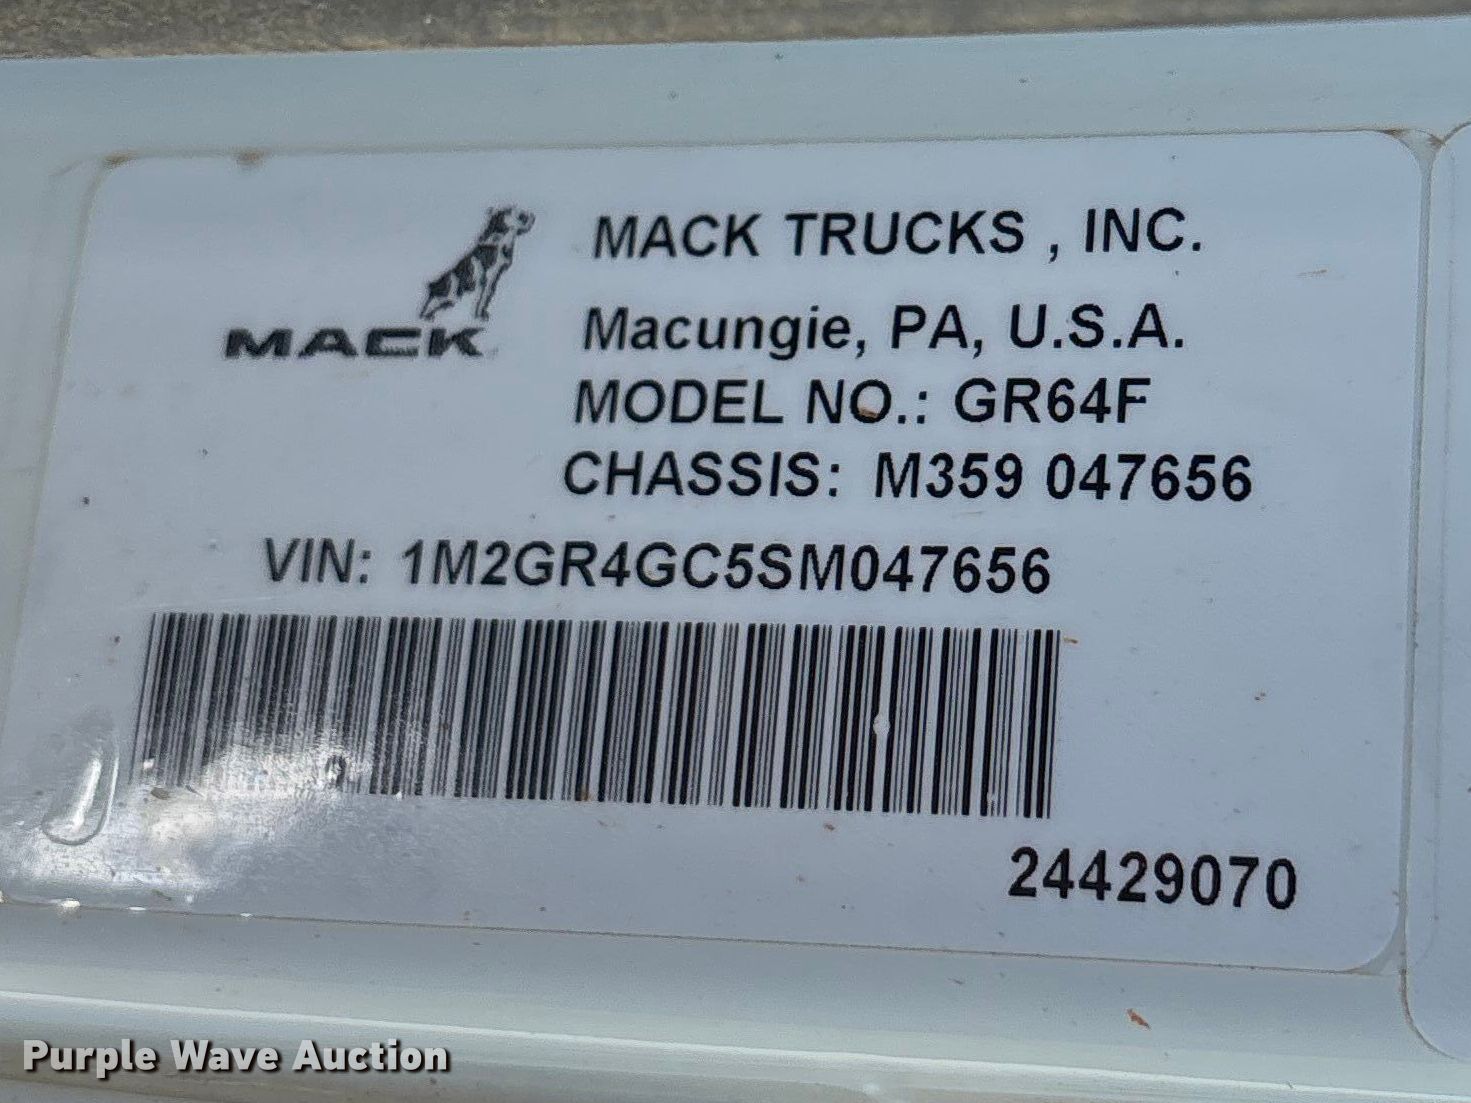 MACK
MACK TRUCKS , INC.
Macungie, PA, U.S.A.
MODEL NO.: GR64F
CHASSIS: M359 047656
VIN: 1M2GR4GC5SM047656
24429070
Purple Wave Auction